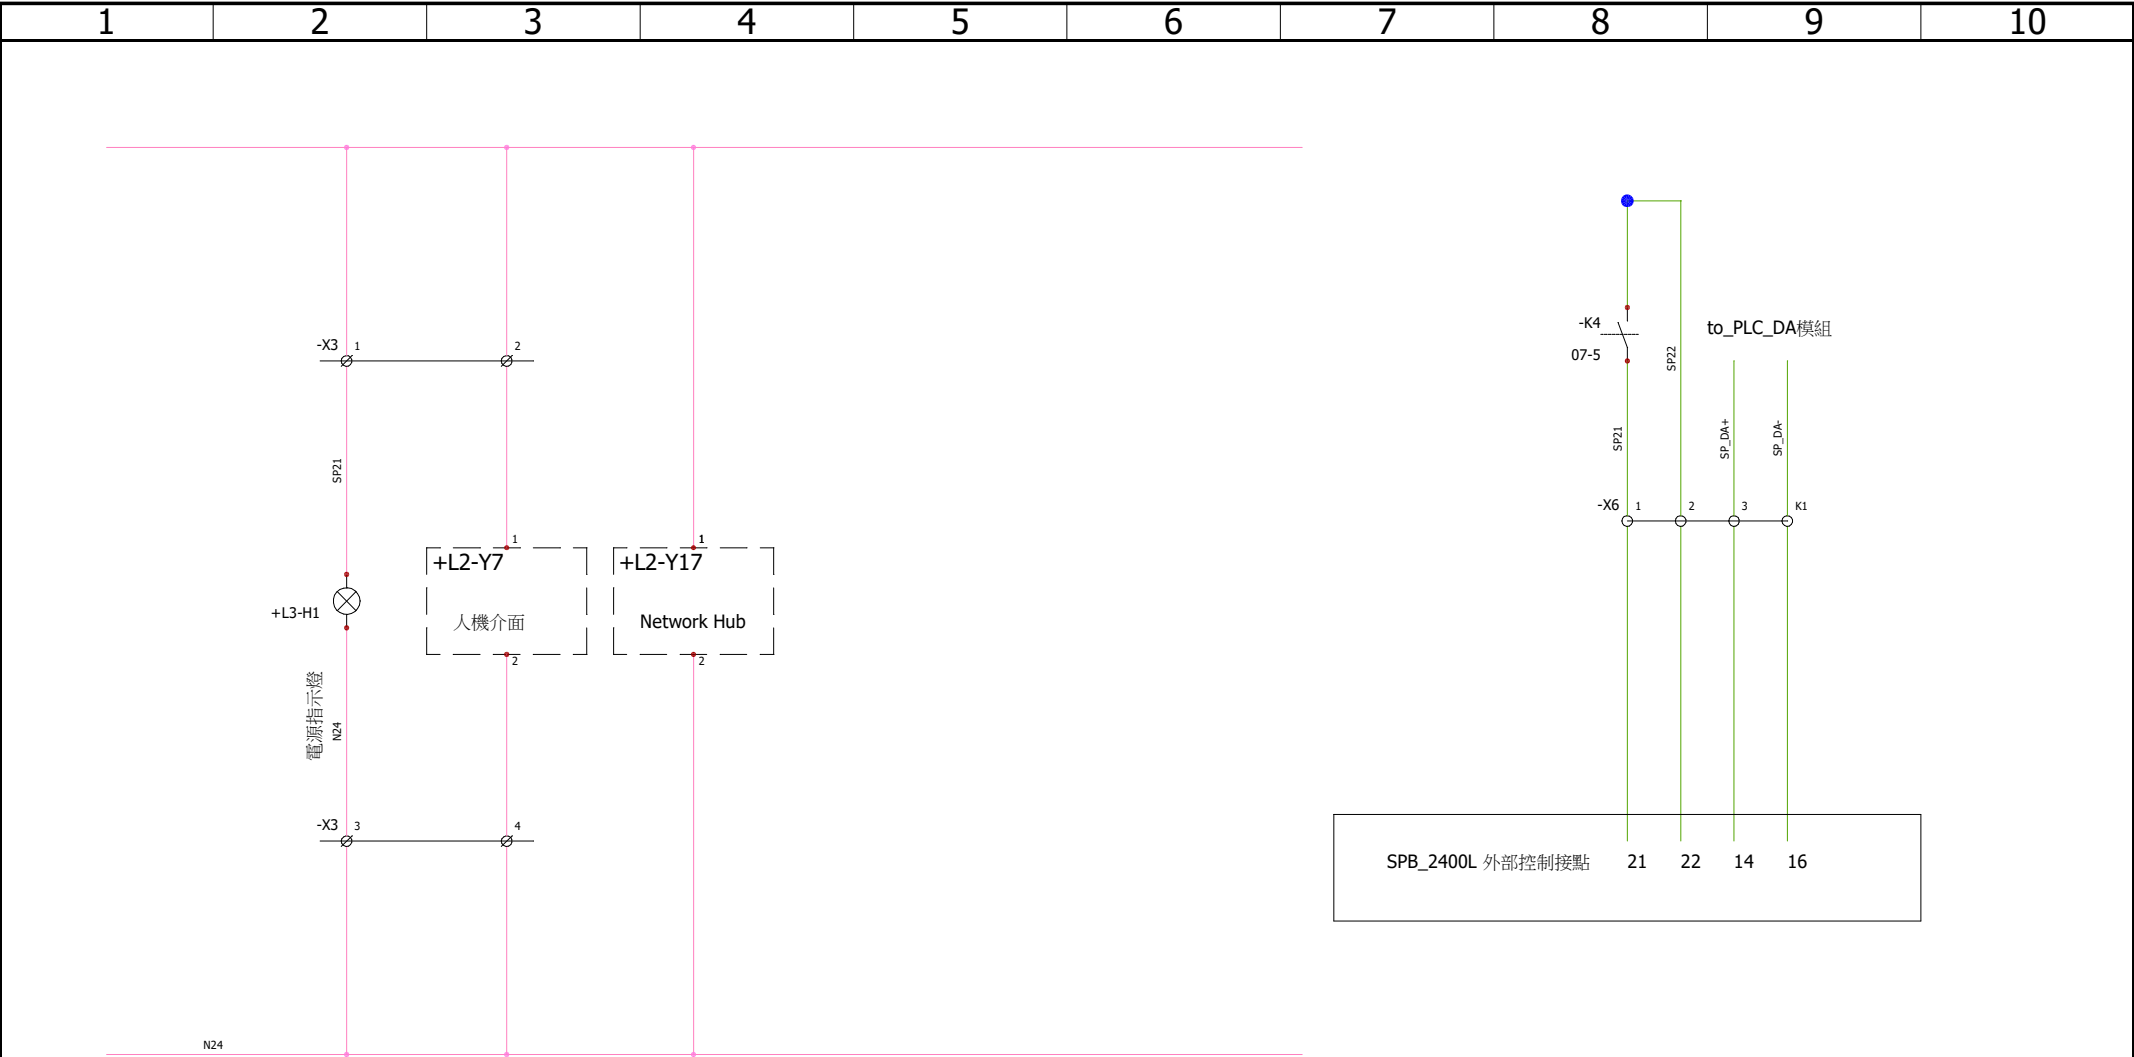 1 2 3 4 5 6 7 8 9 10
-K4
07-5
SP22
to_PLC_DA模組
-X3 1 2
SP21
SP21
SP_DA+
SP_DA-
-X6 1 2 3 K1
1
+L2-Y7
人機介面
2
1
+L2-Y17
Network Hub
2
+L3-H1
電源指示燈
N24
-X3 3 4
SPB_2400L 外部控制接點 21 22 14 16
N24